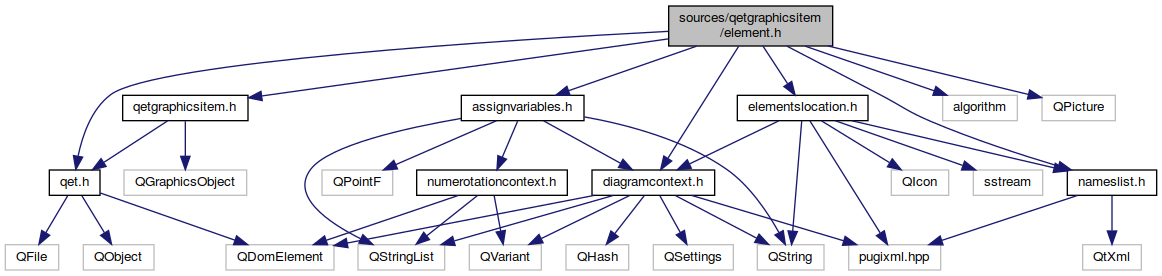 sources/qetgraphicsitem
/element.h
qetgraphicsitem.h
assignvariables.h
elementslocation.h
algorithm
QPicture
qet.h
QGraphicsObject
QPointF
numerotationcontext.h
diagramcontext.h
QIcon
sstream
nameslist.h
QFile
QObject
QDomElement
QStringList
QVariant
QHash
QSettings
QString
pugixml.hpp
QtXml